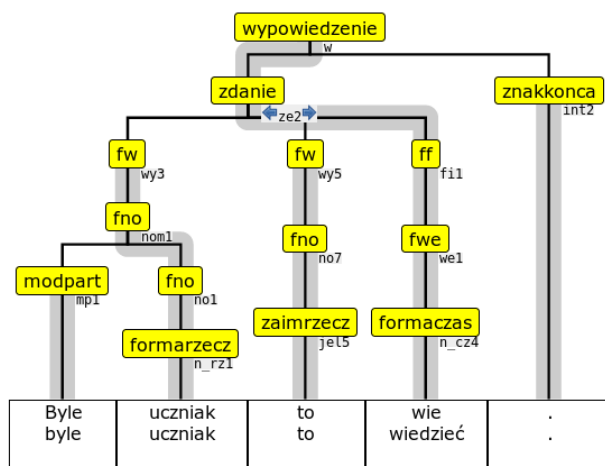 wypowiedzenie
w
zdanie znakkonca
ze2 int2
fw fw ff
wy3 wy5 fi1
fno
nom1 fno fwe
no7 we1
modpart fno
mp1 no1
zaimrzecz formaczas
formarzecz jel5 n_cz4
n_rz1
Byle uczniak to wie .
byle uczniak to wiedzieć .